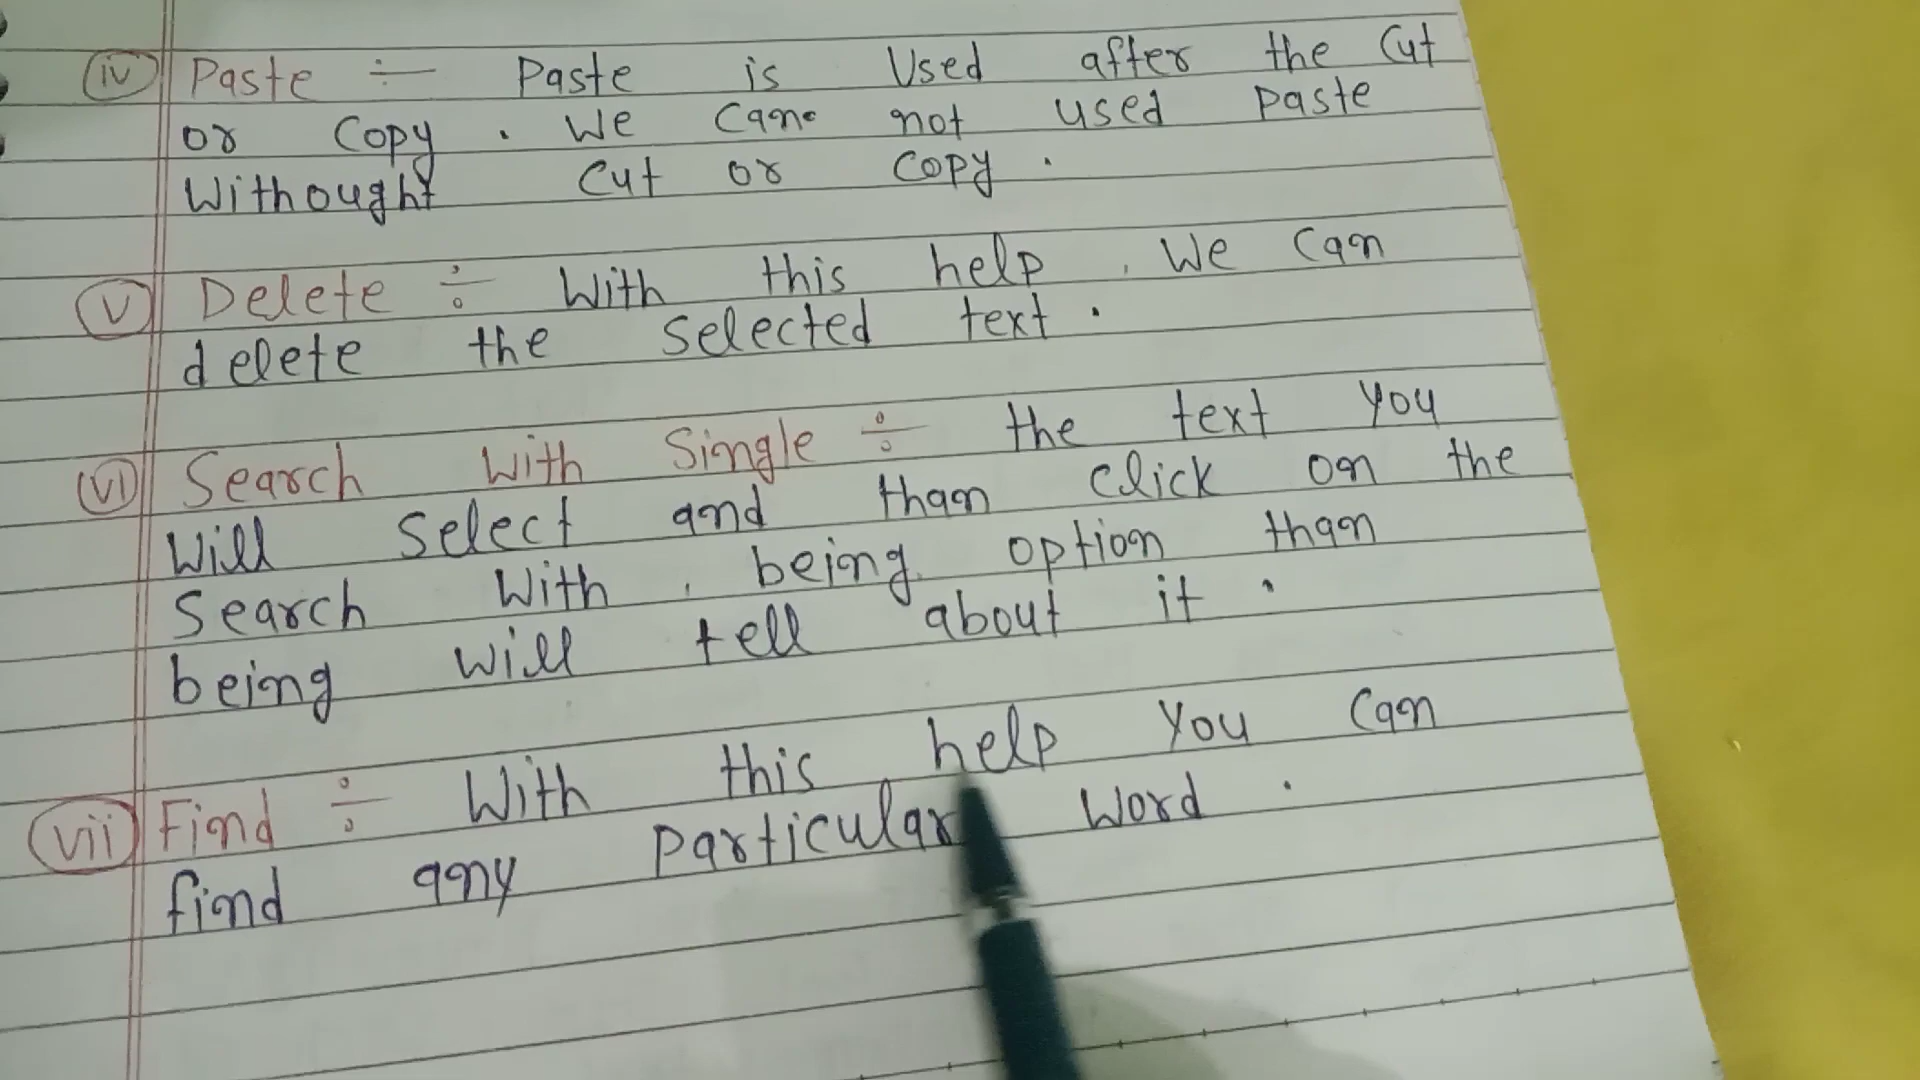 iv Paste ÷ Paste is Used after the Cut
or Copy . We Can not used paste
Withought Cut or Copy .
v Delete ÷ With this help , We Can
delete the Selected text .
vi Search With Single ÷ the text you
Will Select and than Click on the
Search With , being option than
being Will tell about it .
vii Find ÷ With this help You Can
find any Particular Word .